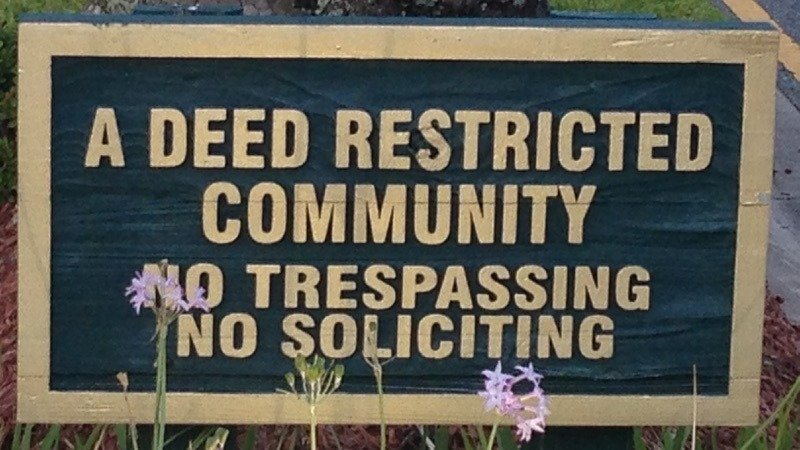 A DEED RESTRICTED
COMMUNITY
NO TRESPASSING
NO SOLICITING